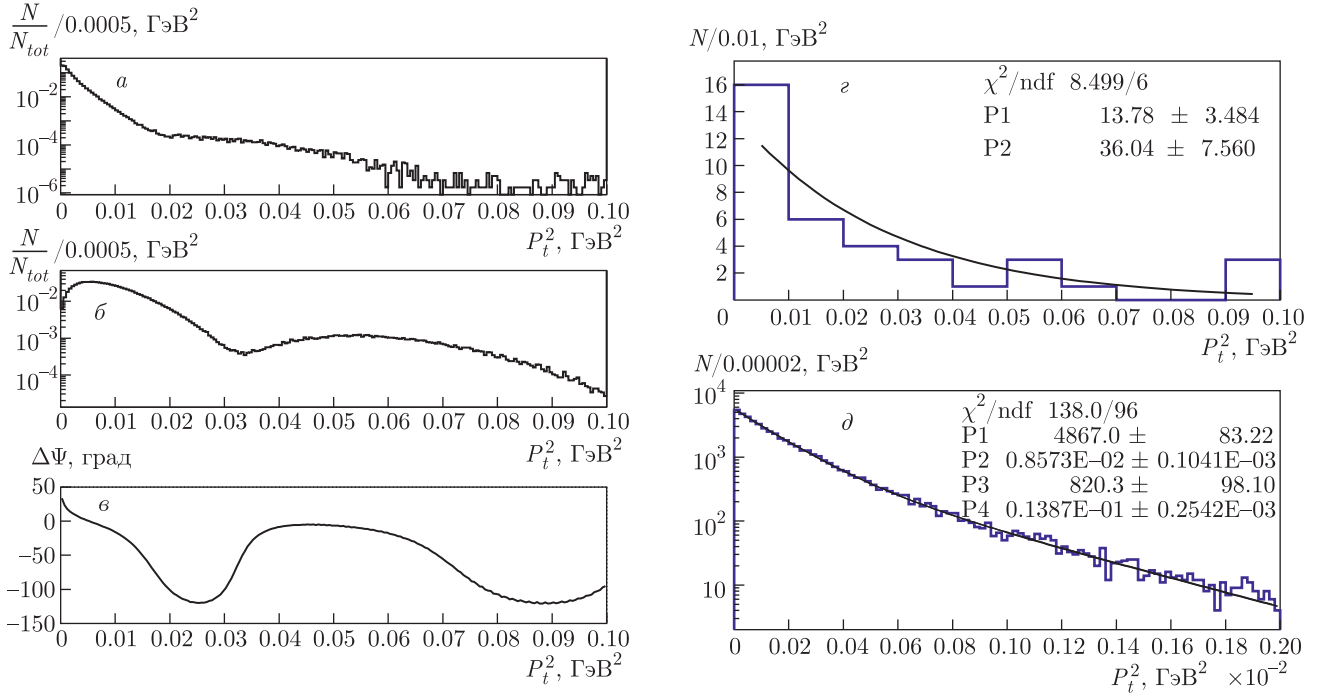 N/N_tot /0.0005, ГэВ²
а
10⁻²
10⁻⁴
10⁻⁶
0 0.01 0.02 0.03 0.04 0.05 0.06 0.07 0.08 0.09 0.10
P_t², ГэВ²
N/N_tot /0.0005, ГэВ²
б
10⁻²
10⁻³
10⁻⁴
0 0.01 0.02 0.03 0.04 0.05 0.06 0.07 0.08 0.09 0.10
P_t², ГэВ²
ΔΨ, град
50
в
0
−50
−100
−150
0 0.01 0.02 0.03 0.04 0.05 0.06 0.07 0.08 0.09 0.10
P_t², ГэВ²
N/0.01, ГэВ²
г
χ²/ndf 8.499/6
P1 13.78 ± 3.484
P2 36.04 ± 7.560
16
14
12
10
8
6
4
2
0 0.01 0.02 0.03 0.04 0.05 0.06 0.07 0.08 0.09 0.10
P_t², ГэВ²
N/0.00002, ГэВ²
д
χ²/ndf 138.0/96
P1 4867.0 ± 83.22
P2 0.8573E–02 ± 0.1041E–03
P3 820.3 ± 98.10
P4 0.1387E–01 ± 0.2542E–03
10⁴
10³
10²
10
0 0.02 0.04 0.06 0.08 0.10 0.12 0.14 0.16 0.18 0.20
P_t², ГэВ² ×10⁻²